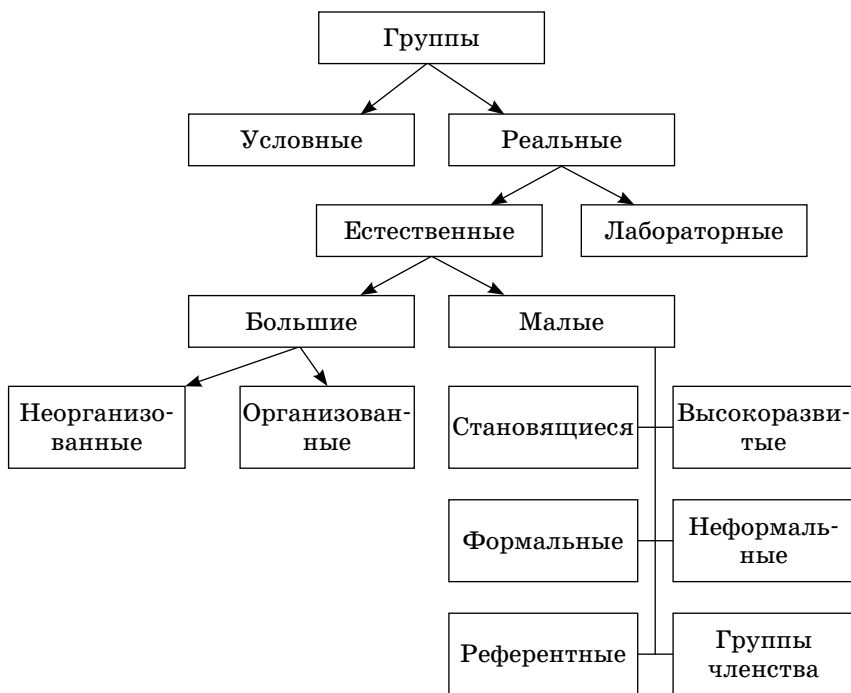 Группы
Условные
Реальные
Естественные
Лабораторные
Большие
Малые
Неорганизо-
ванные
Организован-
ные
Становящиеся
Высокоразви-
тые
Формальные
Неформаль-
ные
Референтные
Группы
членства